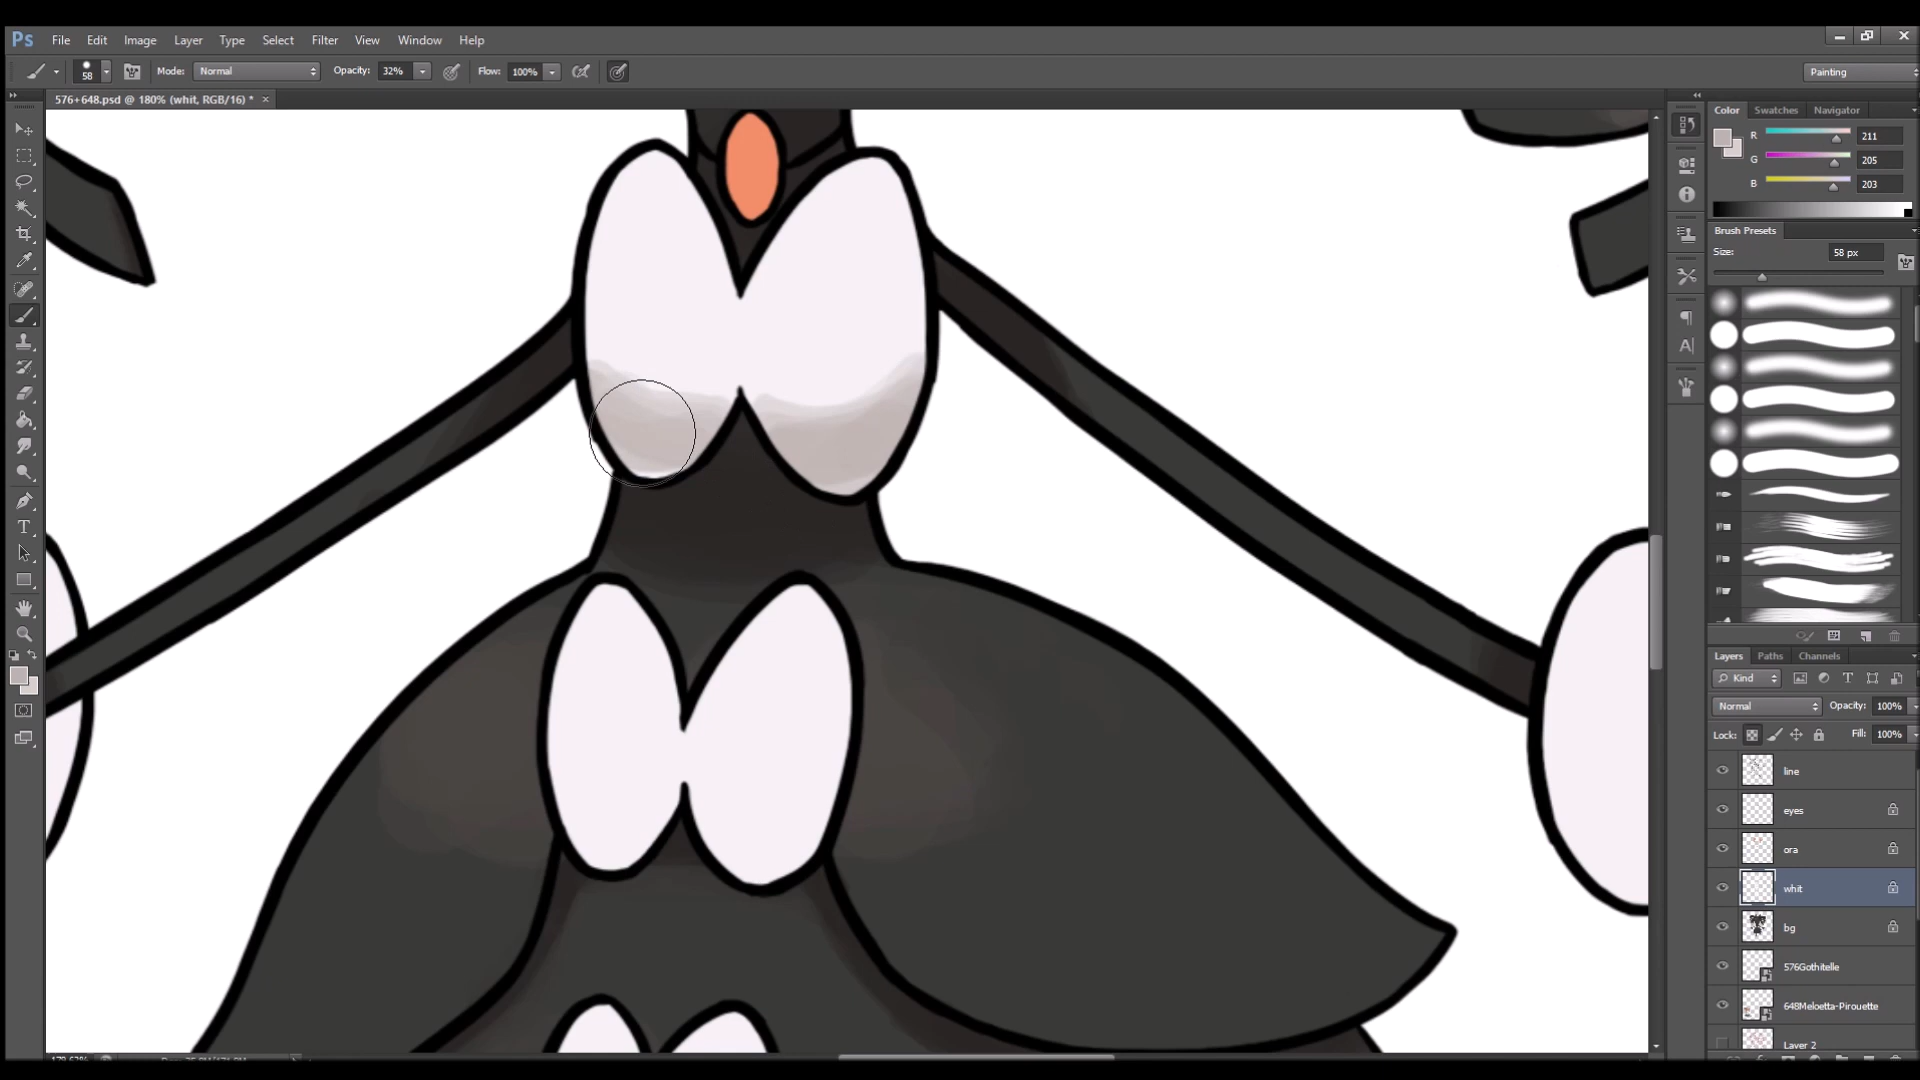 Ps File Edit Image Layer Type Select Filter View Window Help
58 Mode: Normal Opacity: 32% Flow: 100% Painting
576+648.psd @ 180% (whit, RGB/16) * ×
Color Swatches Navigator
R 211
G 205
B 203
Brush Presets
Size: 58 px
Layers Paths Channels
Kind
Normal Opacity: 100%
Lock: Fill: 100%
line
eyes
ora
whit
bg
576Gothitelle
648Meloetta-Pirouette
Layer 2